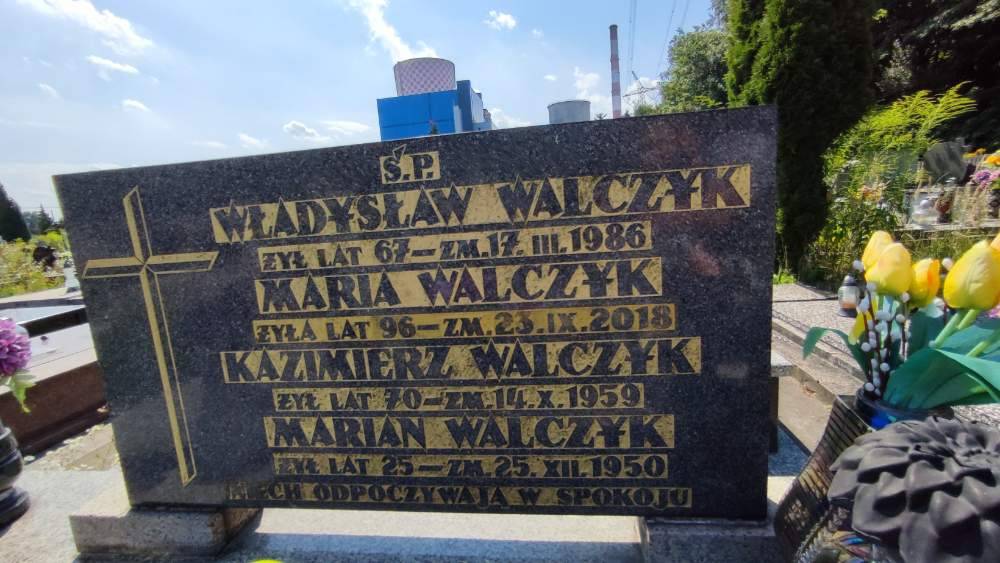 Ś.P.
WŁADYSŁAW WALCZYK
ŻYŁ LAT 67 – ZM. 17. III. 1986
MARIA WALCZYK
ŻYŁA LAT 96 – ZM. 23. IX. 2018
KAZIMIERZ WALCZYK
ŻYŁ LAT 70 – ZM. 14. X. 1959
MARIAN WALCZYK
ŻYŁ LAT 25 – ZM. 25. XII. 1950
NIECH ODPOCZYWAJĄ W SPOKOJU